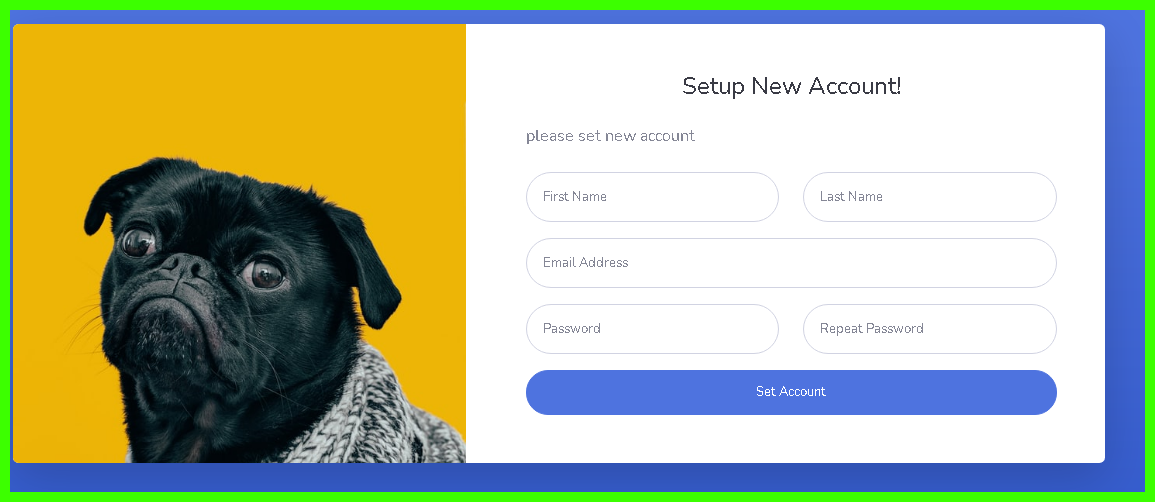 Setup New Account!
please set new account
First Name
Last Name
Email Address
Password
Repeat Password
Set Account